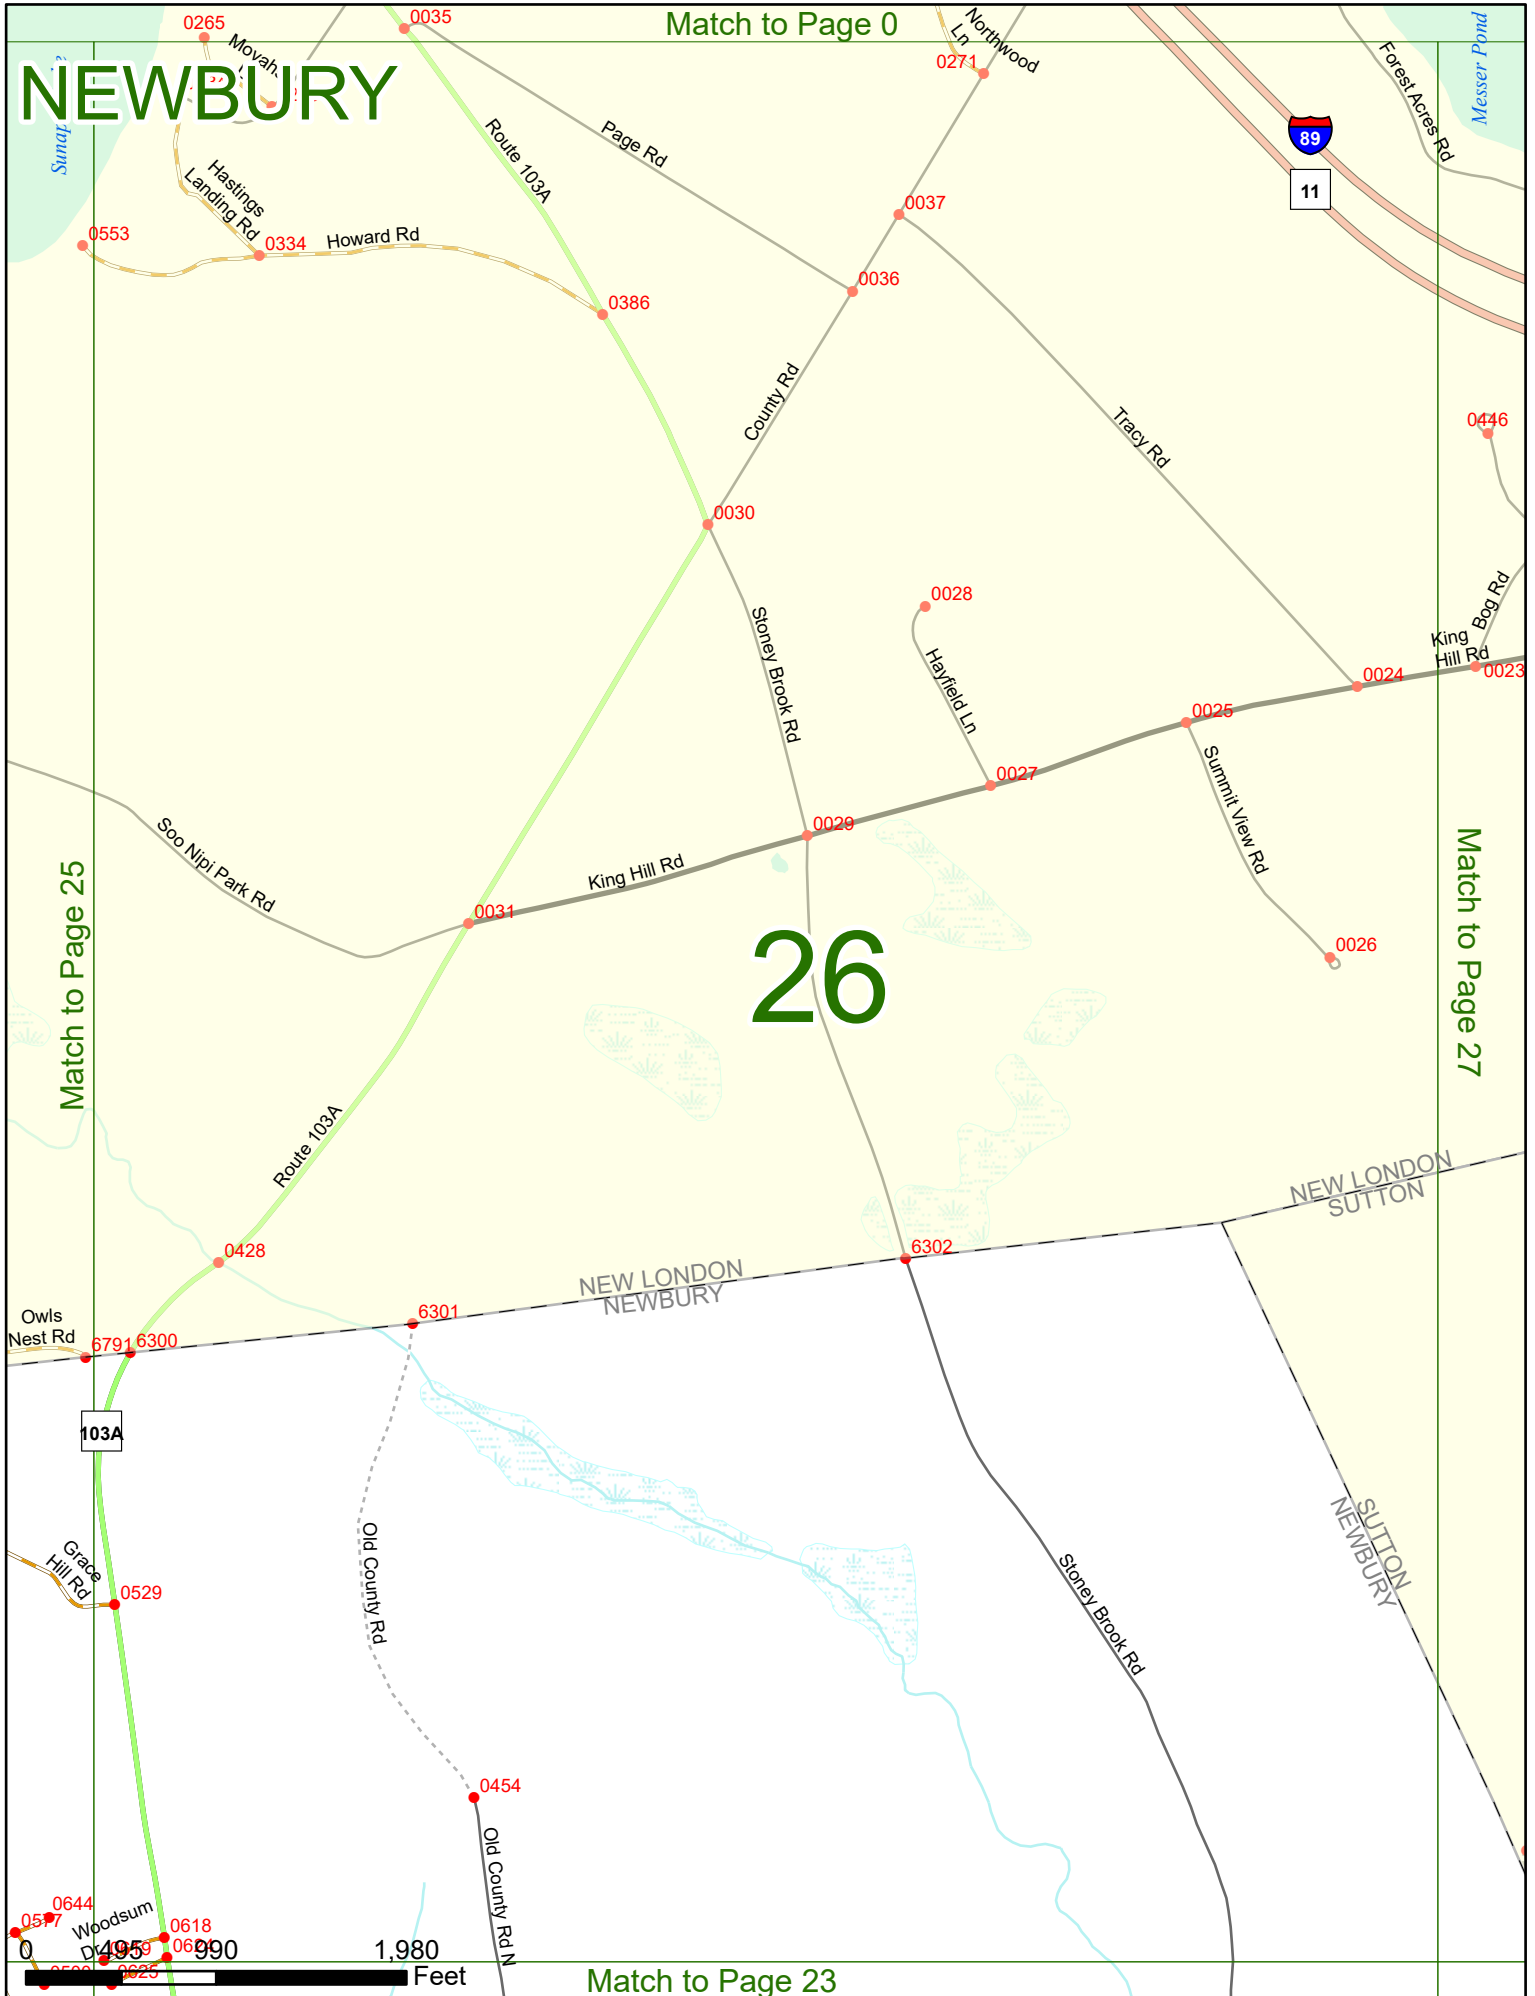 0265
0035
Match to Page 0
Northwood
Ln
0271
Movah
NEWBURY
Messer Pond
Forest Acres Rd
89
11
Route 103A
Page Rd
Hastings
Landing Rd
0553
0334
Howard Rd
0037
0036
0386
County Rd
Tracy Rd
0446
0030
Stoney Brook Rd
0028
Hayfield Ln
Bog Rd
King
Hill Rd
0023
0024
0025
0027
Summit View Rd
0029
King Hill Rd
Soo Nipi Park Rd
0031
0026
26
Match to Page 25
Match to Page 27
Route 103A
NEW LONDON
SUTTON
0428
6302
NEW LONDON
NEWBURY
6301
Owls
Nest Rd
6791
6300
103A
SUTTON
NEWBURY
Grace
Hill Rd
0529
Old County Rd
Stoney Brook Rd
0454
Old County Rd N
0644
0577
Woodsum
Dr
0618
0619
0624
0625
0 495 990 1,980
Feet
Match to Page 23